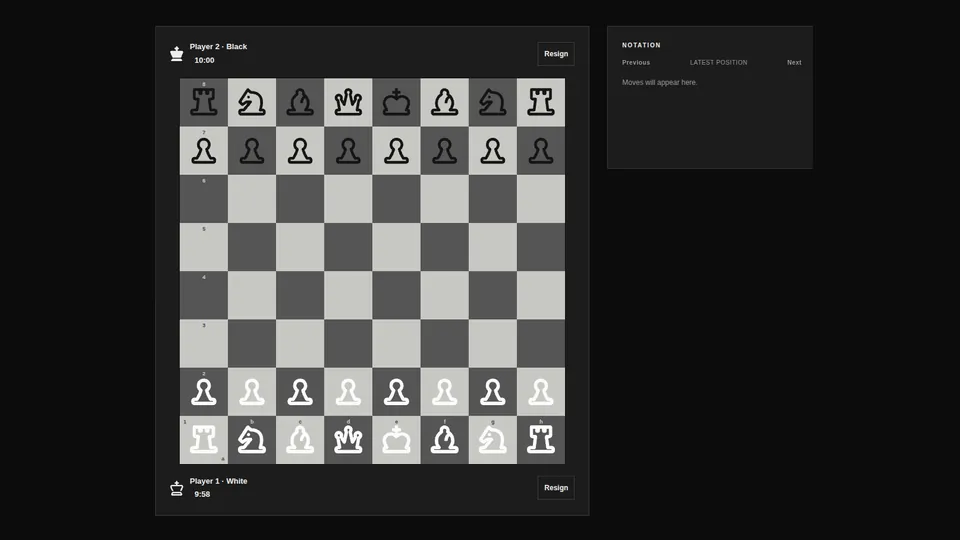 Player 2 · Black
10:00
Resign
8
7
6
5
4
3
2
1
a
b
c
d
e
f
g
h
Player 1 · White
9:58
Resign
NOTATION
Previous LATEST POSITION Next
Moves will appear here.